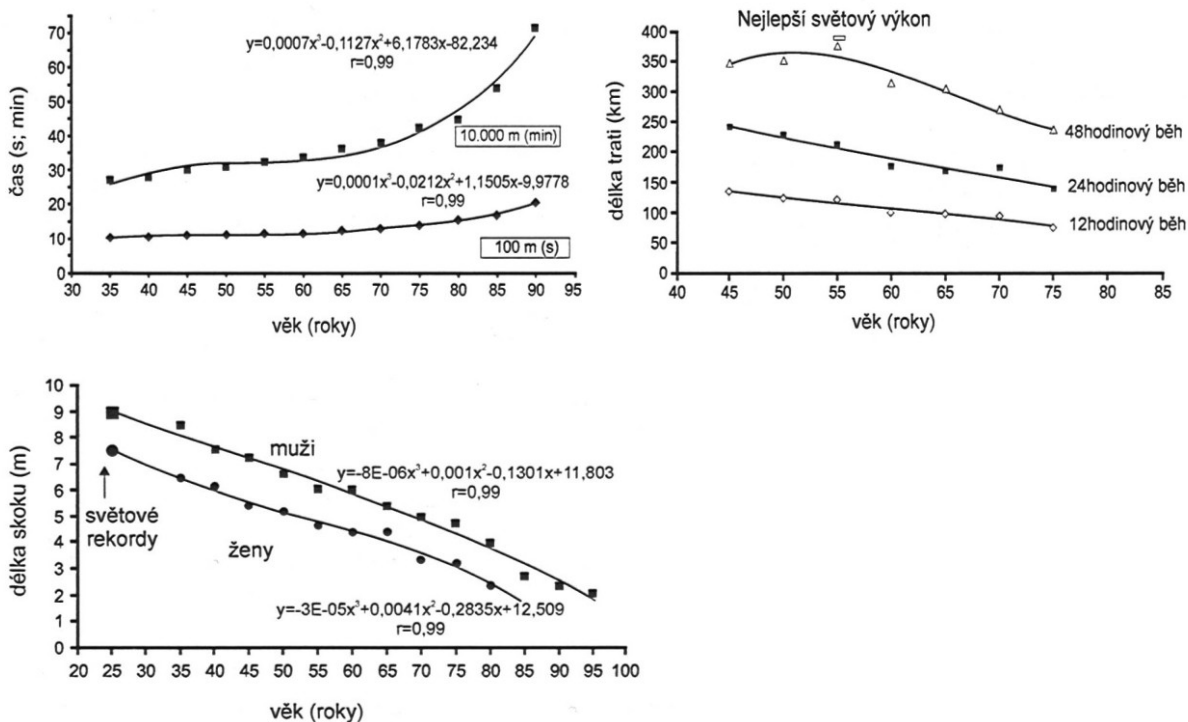 čas (s; min)
70
60
50
40
30
20
10
0
y=0,0007x³-0,1127x²+6,1783x-82,234
r=0,99
10.000 m (min)
y=0,0001x³-0,0212x²+1,1505x-9,9778
r=0,99
100 m (s)
30 35 40 45 50 55 60 65 70 75 80 85 90 95
věk (roky)
Nejlepší světový výkon
délka trati (km)
400
350
300
250
200
150
100
50
0
48hodinový běh
24hodinový běh
12hodinový běh
40 45 50 55 60 65 70 75 80 85
věk (roky)
délka skoku (m)
10
9
8
7
6
5
4
3
2
1
0
muži
y=-8E-06x³+0,001x²-0,1301x+11,803
r=0,99
světové
rekordy
ženy
y=-3E-05x³+0,0041x²-0,2835x+12,509
r=0,99
20 25 30 35 40 45 50 55 60 65 70 75 80 85 90 95 100
věk (roky)